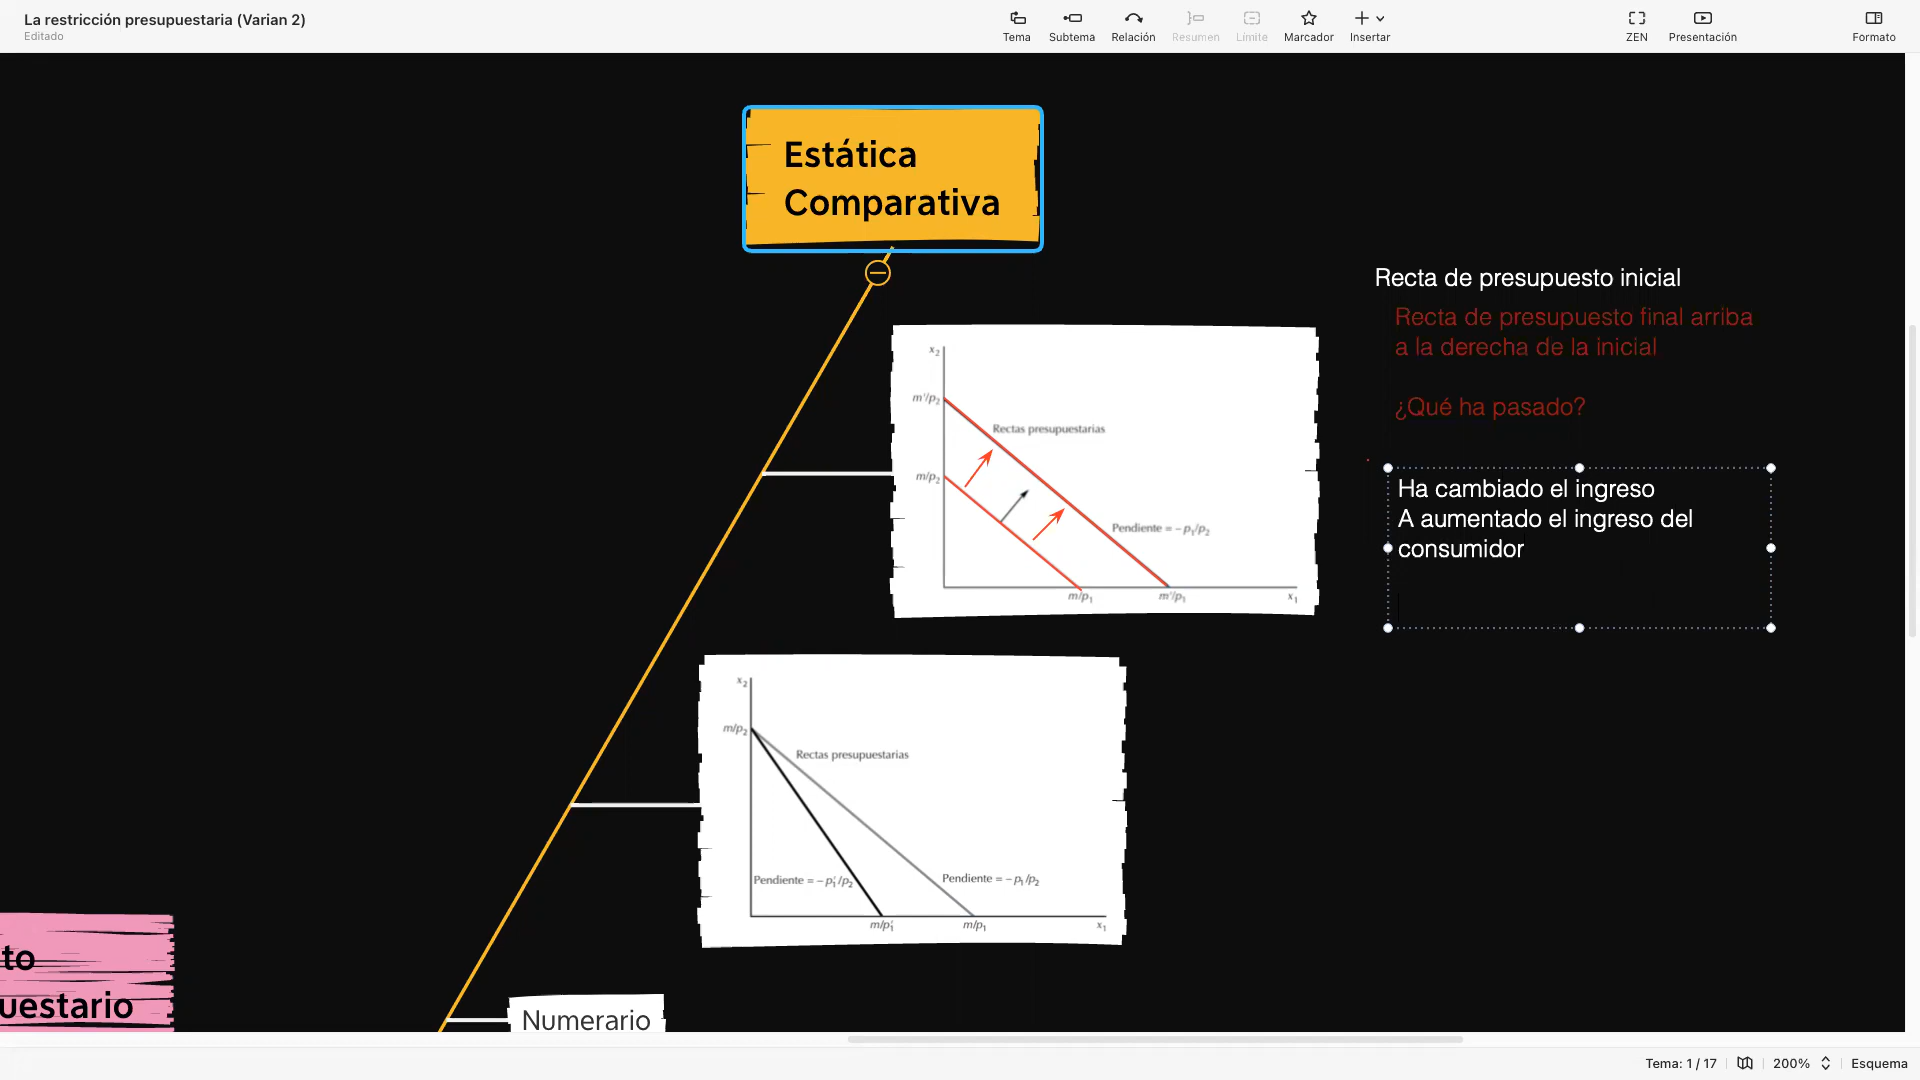 La restricción presupuestaria (Varian 2)
Editado
Tema
Subtema
Relación
Resumen
Límite
Marcador
Insertar
ZEN
Presentación
Formato
Estática
Comparativa
Recta de presupuesto inicial
Recta de presupuesto final arriba
a la derecha de la inicial
¿Qué ha pasado?
Ha cambiado el ingreso
A aumentado el ingreso del
consumidor
x₂
m'/p₂
Rectas presupuestarias
m/p₂
Pendiente = – p₁/p₂
m/p₁
m'/p₁
x₁
x₂
m/p₂
Rectas presupuestarias
Pendiente = – p'₁/p₂
Pendiente = – p₁/p₂
m/p'₁
m/p₁
x₁
to
uestario
Numerario
Tema: 1 / 17
200%
Esquema